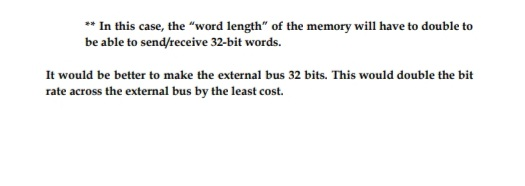 ** In this case, the “word length” of the memory will have to double to
be able to send/receive 32-bit words.
It would be better to make the external bus 32 bits. This would double the bit
rate across the external bus by the least cost.